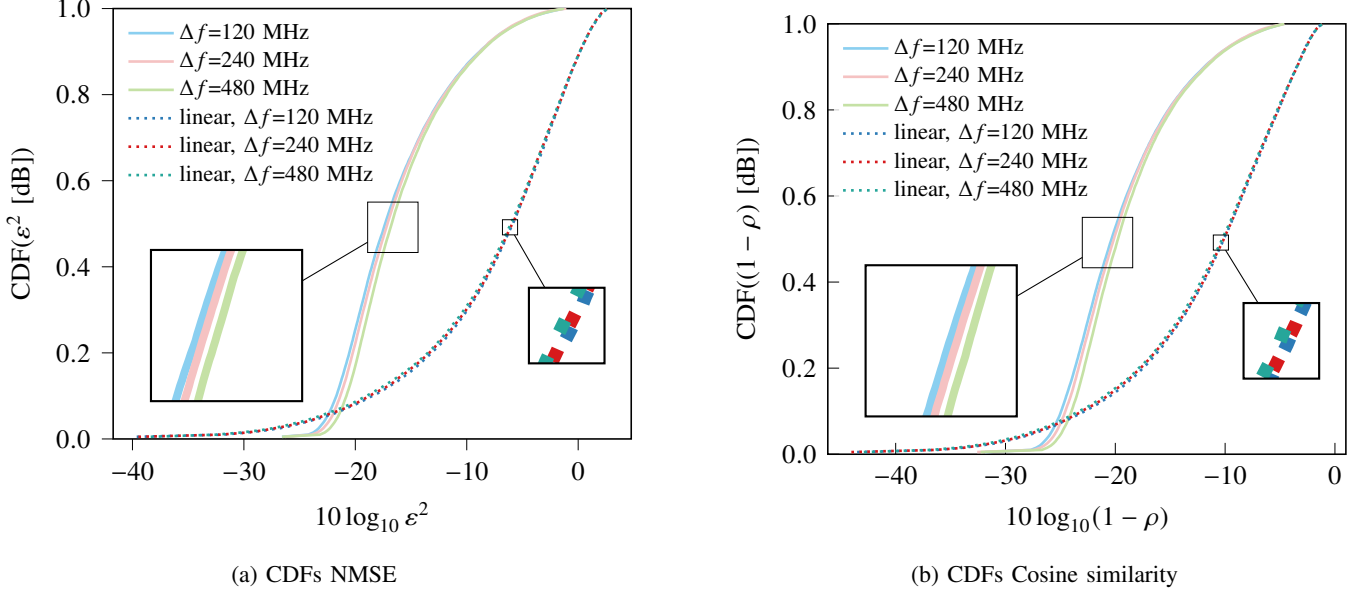 1.0
0.8
0.6
0.4
0.2
0.0
CDF(ε² [dB])
Δf=120 MHz
Δf=240 MHz
Δf=480 MHz
linear, Δf=120 MHz
linear, Δf=240 MHz
linear, Δf=480 MHz
−40 −30 −20 −10 0
10 log₁₀ ε²
(a) CDFs NMSE
1.0
0.8
0.6
0.4
0.2
0.0
CDF((1 − ρ) [dB])
Δf=120 MHz
Δf=240 MHz
Δf=480 MHz
linear, Δf=120 MHz
linear, Δf=240 MHz
linear, Δf=480 MHz
−40 −30 −20 −10 0
10 log₁₀(1 − ρ)
(b) CDFs Cosine similarity